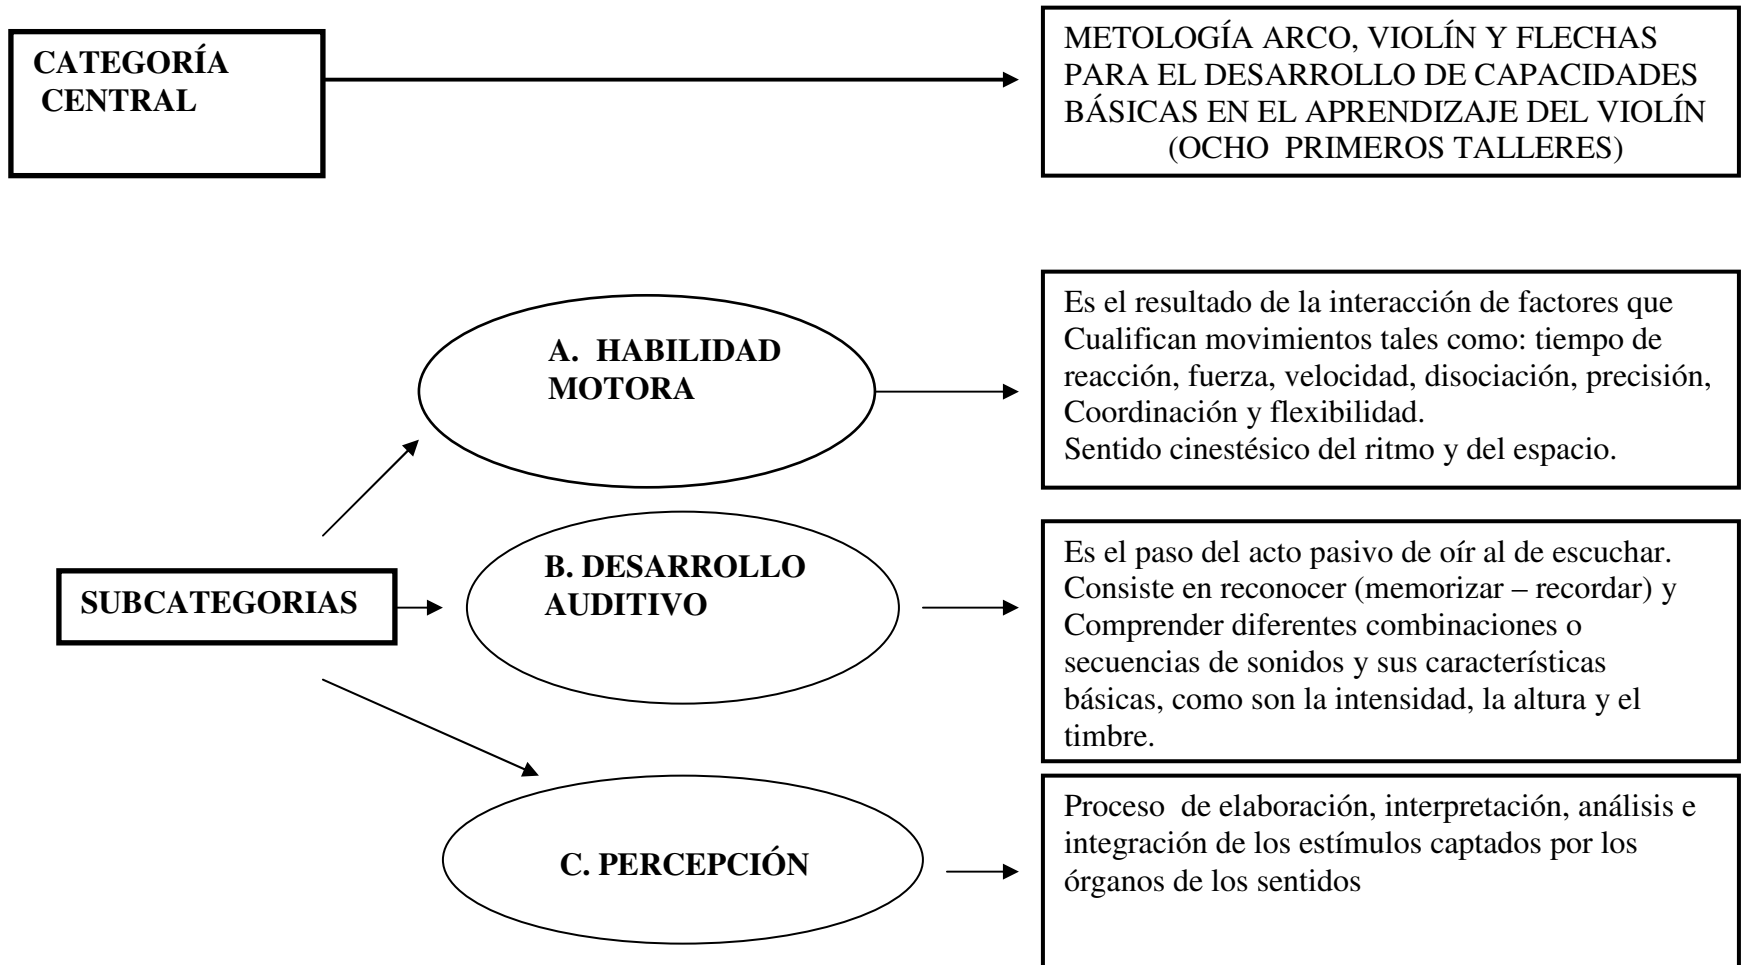 CATEGORÍA
CENTRAL
METOLOGÍA ARCO, VIOLÍN Y FLECHAS
PARA EL DESARROLLO DE CAPACIDADES
BÁSICAS EN EL APRENDIZAJE DEL VIOLÍN
(OCHO PRIMEROS TALLERES)
SUBCATEGORIAS
A. HABILIDAD
MOTORA
Es el resultado de la interacción de factores que
Cualifican movimientos tales como: tiempo de
reacción, fuerza, velocidad, disociación, precisión,
Coordinación y flexibilidad.
Sentido cinestésico del ritmo y del espacio.
B. DESARROLLO
AUDITIVO
Es el paso del acto pasivo de oír al de escuchar.
Consiste en reconocer (memorizar – recordar) y
Comprender diferentes combinaciones o
secuencias de sonidos y sus características
básicas, como son la intensidad, la altura y el
timbre.
C. PERCEPCIÓN
Proceso de elaboración, interpretación, análisis e
integración de los estímulos captados por los
órganos de los sentidos